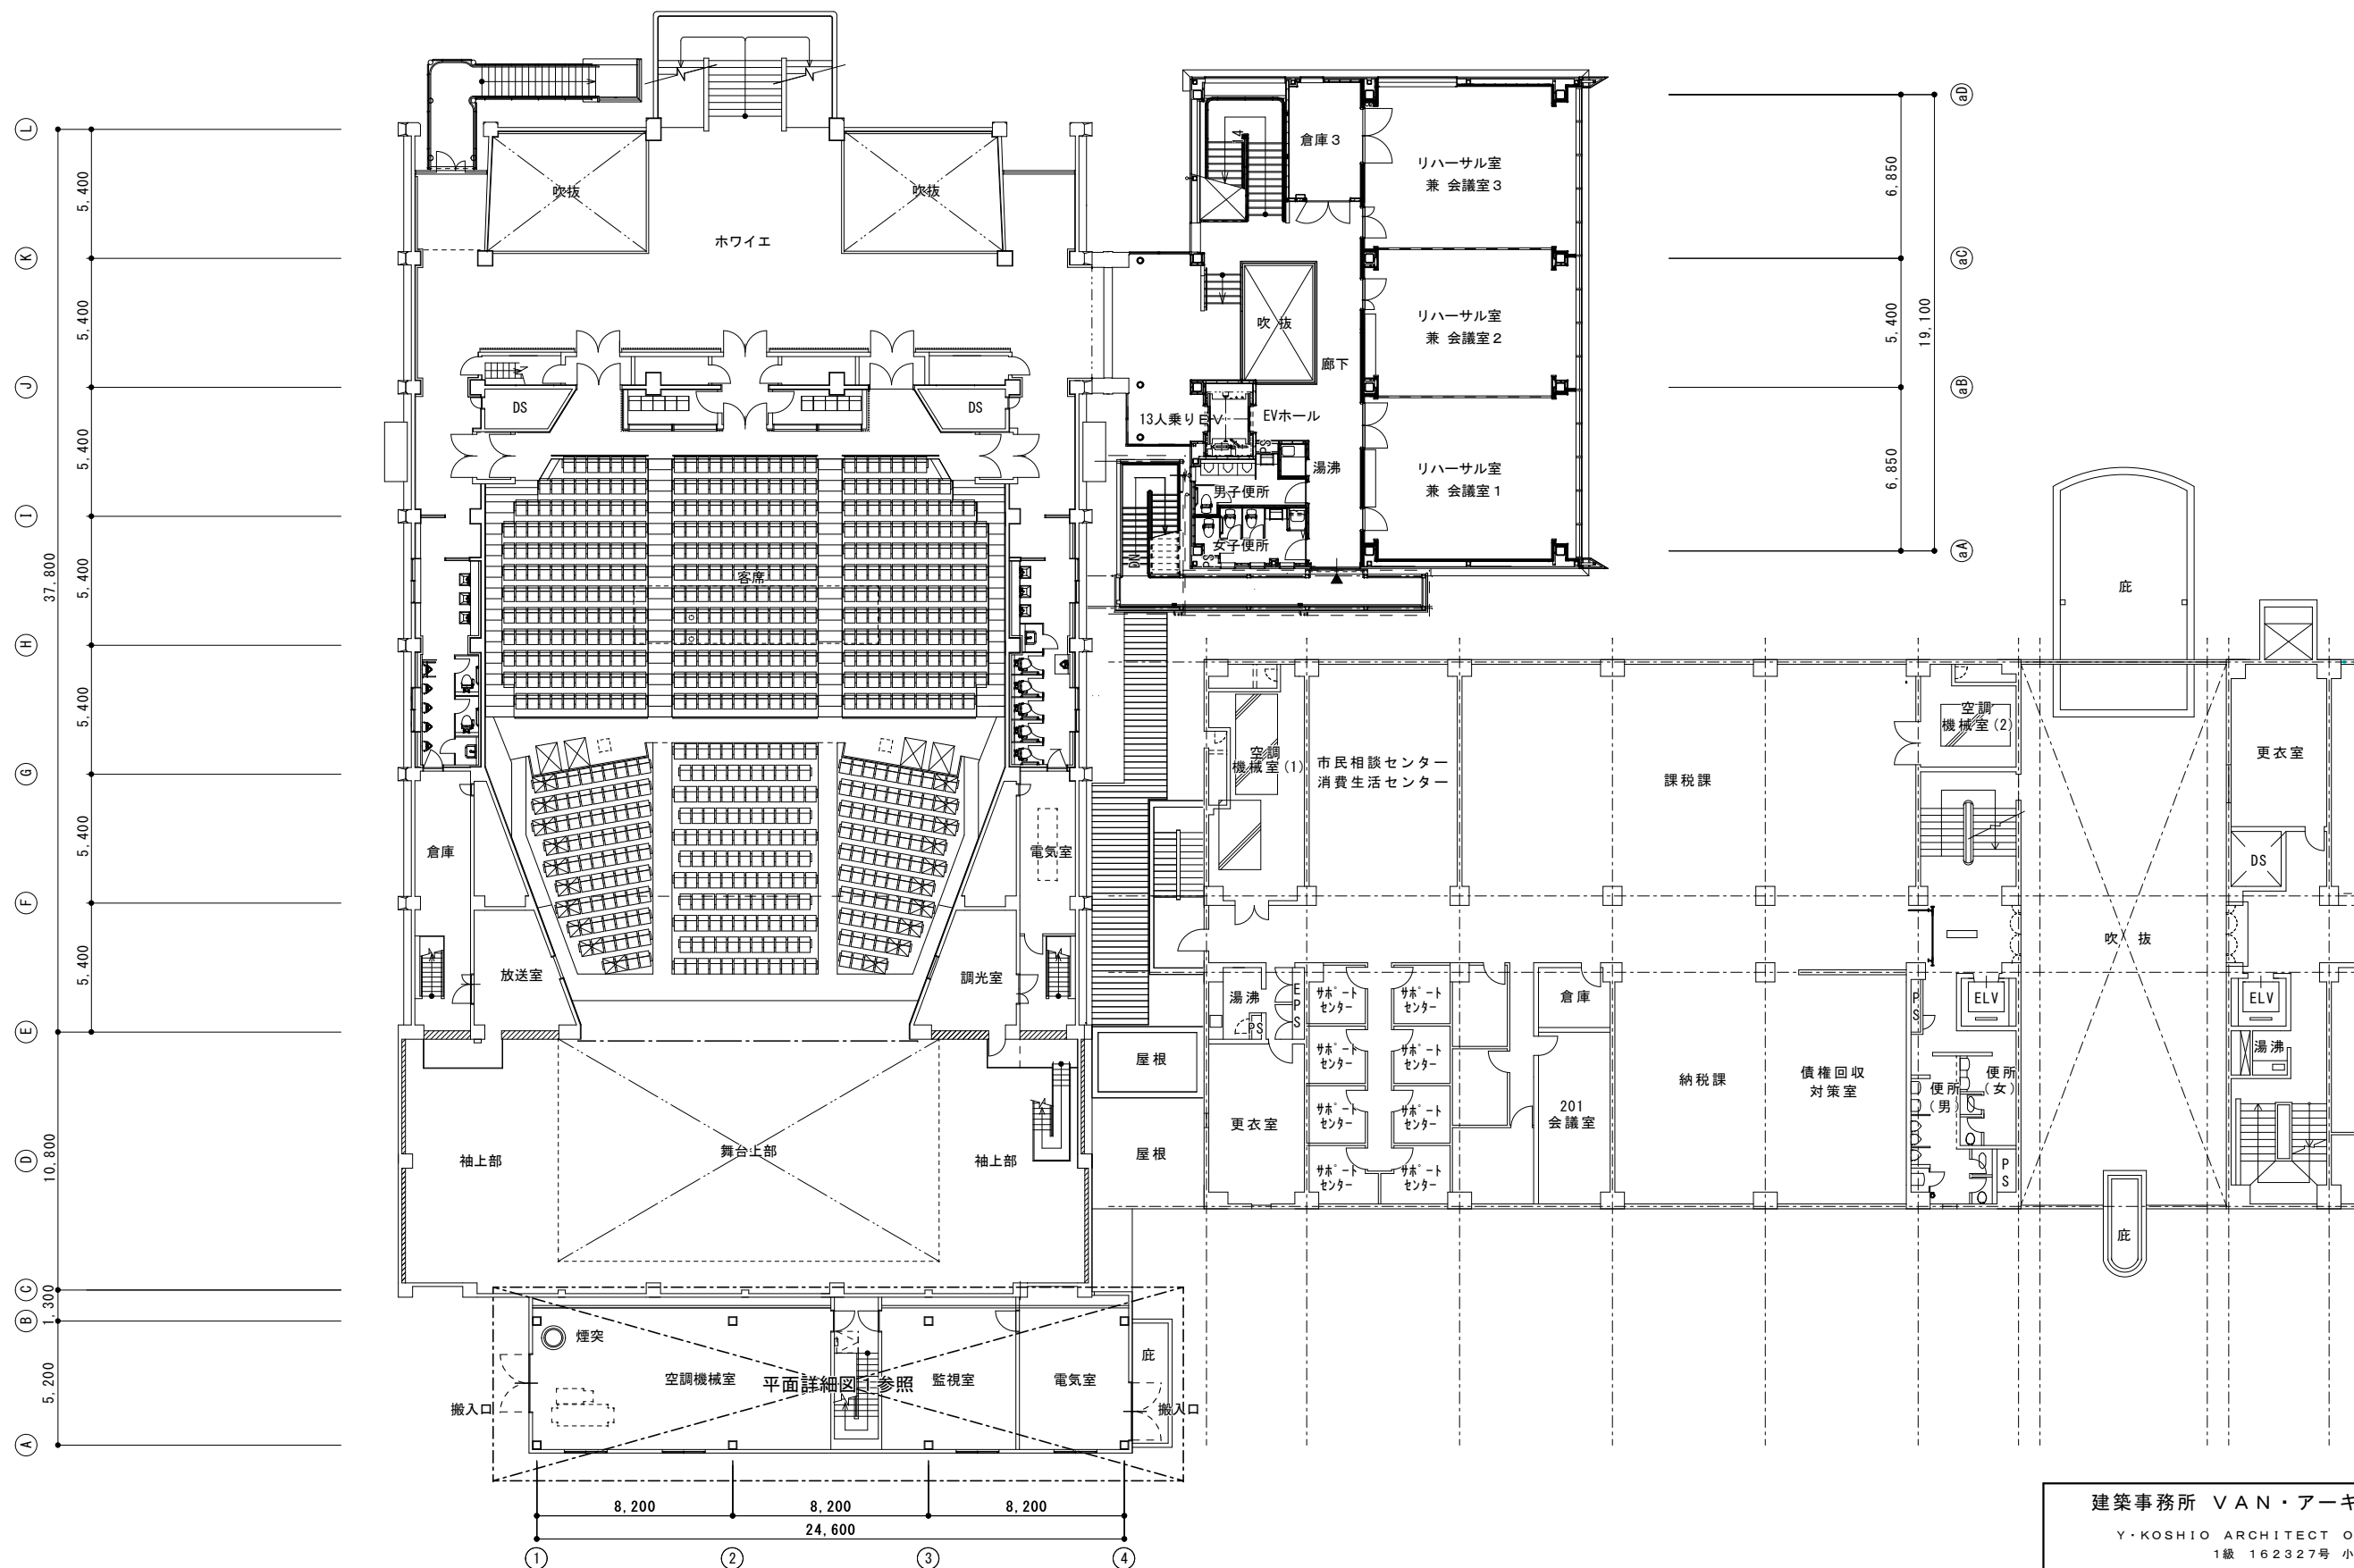 L
K
J
I
H
G
F
E
D
C
B
A
5,400
5,400
5,400
5,400
5,400
5,400
5,400
37,800
10,800
1,300
5,200
吹抜
吹抜
ホワイエ
DS
DS
客席
倉庫
電気室
放送室
調光室
袖上部
舞台上部
袖上部
煙突
空調機械室
平面詳細図1参照
監視室
電気室
庇
搬入口
搬入口
8,200
8,200
8,200
24,600
1
2
3
4
倉庫3
リハーサル室
兼 会議室3
リハーサル室
兼 会議室2
リハーサル室
兼 会議室1
吹 抜
廊下
13人乗りEV
EVホール
PS
湯沸
男子便所
女子便所
PS
DN
aD
aC
aB
aA
6,850
5,400
6,850
19,100
庇
空調
機械室(1)
市民相談センター
消費生活センター
課税課
空調
機械室(2)
更衣室
DS
吹 抜
湯沸
PS
EPS
サポート
センター
サポート
センター
サポート
センター
サポート
センター
サポート
センター
サポート
センター
サポート
センター
サポート
センター
倉庫
201
会議室
納税課
債権回収
対策室
PS
ELV
ELV
湯沸
便所
(男)
便所
(女)
PS
更衣室
屋根
屋根
庇
建築事務所 VAN・アーキ
Y・KOSHIO ARCHITECT O
1級 162327号 小